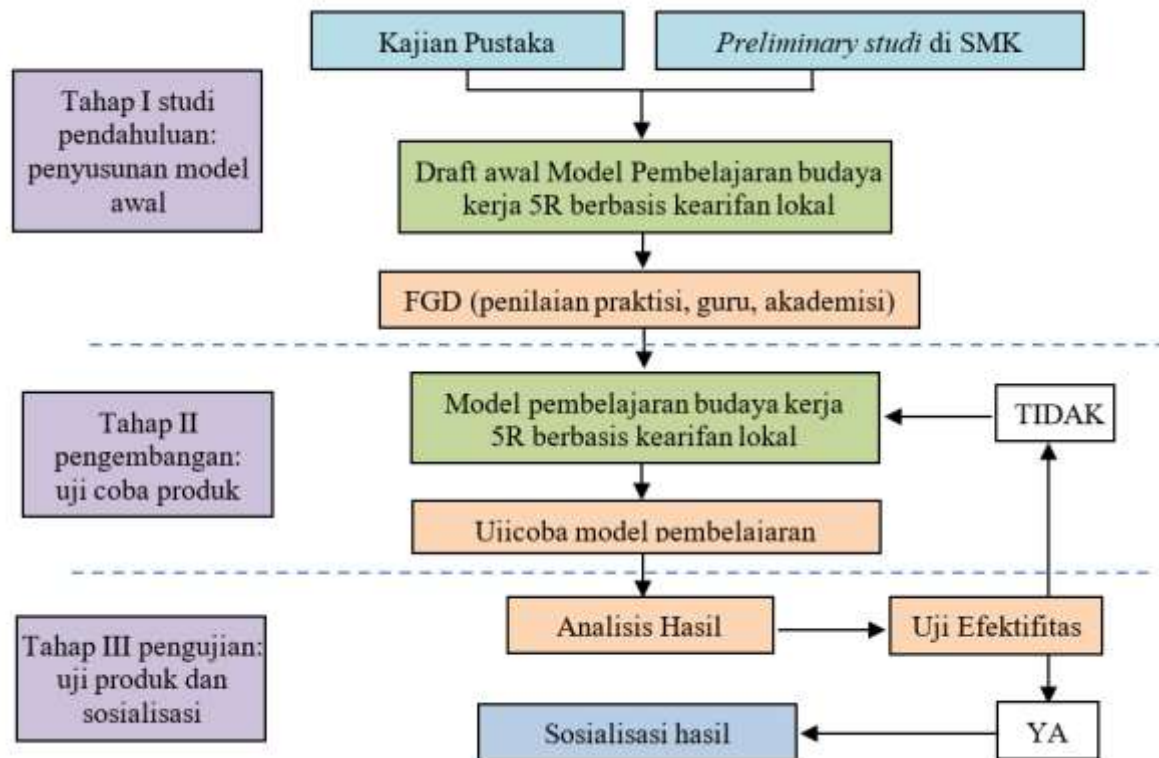 Kajian Pustaka
Preliminary studi di SMK
Tahap I studi
pendahuluan:
penyusunan model
awal
Draft awal Model Pembelajaran budaya
kerja 5R berbasis kearifan lokal
FGD (penilaian praktisi, guru, akademisi)
Tahap II
pengembangan:
uji coba produk
Model pembelajaran budaya kerja
5R berbasis kearifan lokal
TIDAK
Ujicoba model pembelajaran
Tahap III pengujian:
uji produk dan
sosialisasi
Analisis Hasil
Uji Efektifitas
Sosialisasi hasil
YA